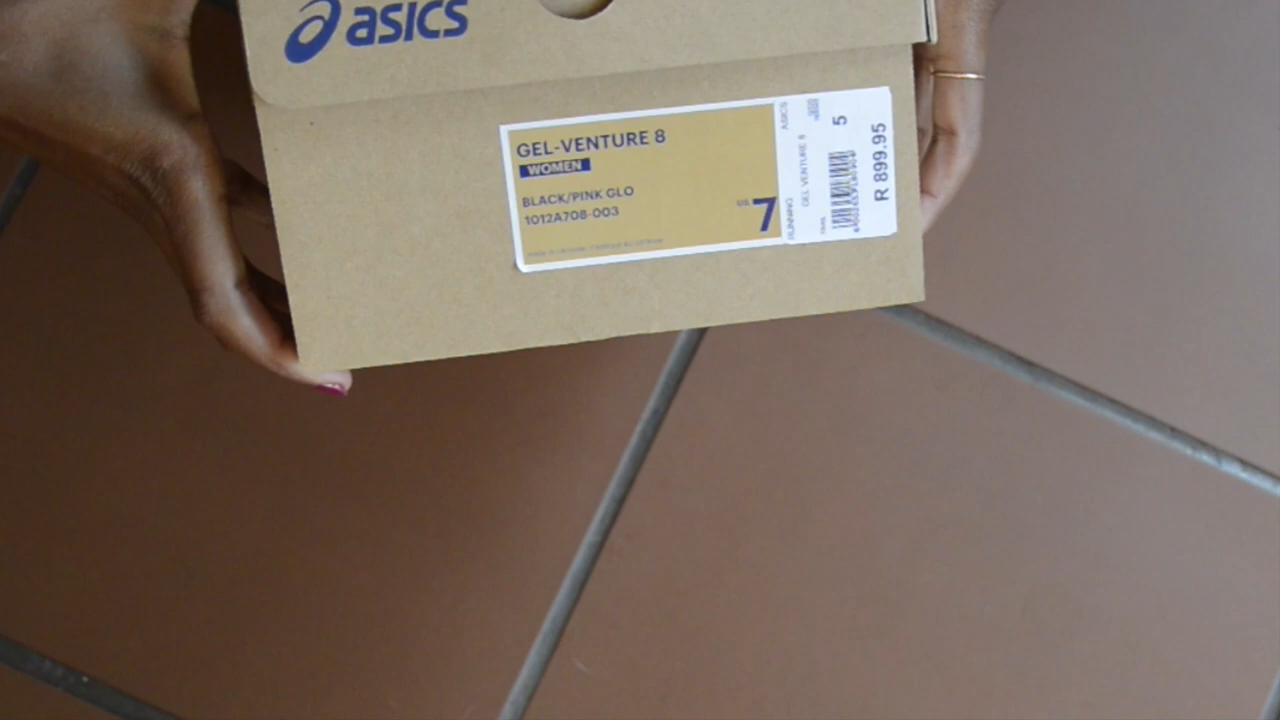 asics
GEL-VENTURE 8
WOMEN
BLACK/PINK GLO
1012A708-003
US 7
ASICS
RUNNING
GEL VENTURE 8
5
R 899.95